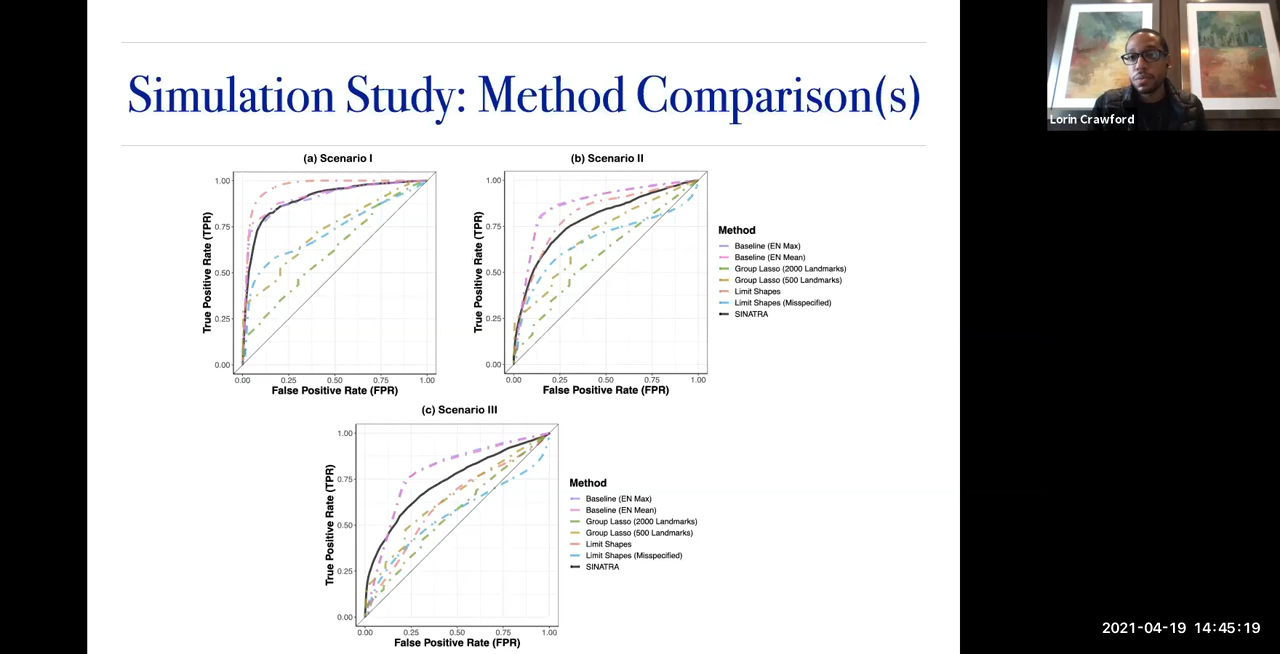 Simulation Study: Method Comparison(s)
Lorin Crawford
(a) Scenario I
True Positive Rate (TPR)
1.00
0.75
0.50
0.25
0.00
0.00 0.25 0.50 0.75 1.00
False Positive Rate (FPR)
(b) Scenario II
True Positive Rate (TPR)
1.00
0.75
0.50
0.25
0.00
0.00 0.25 0.50 0.75 1.00
False Positive Rate (FPR)
Method
Baseline (EN Max)
Baseline (EN Mean)
Group Lasso (2000 Landmarks)
Group Lasso (500 Landmarks)
Limit Shapes
Limit Shapes (Misspecified)
SINATRA
(c) Scenario III
True Positive Rate (TPR)
1.00
0.75
0.50
0.25
0.00
0.00 0.25 0.50 0.75 1.00
False Positive Rate (FPR)
Method
Baseline (EN Max)
Baseline (EN Mean)
Group Lasso (2000 Landmarks)
Group Lasso (500 Landmarks)
Limit Shapes
Limit Shapes (Misspecified)
SINATRA
2021-04-19 14:45:19